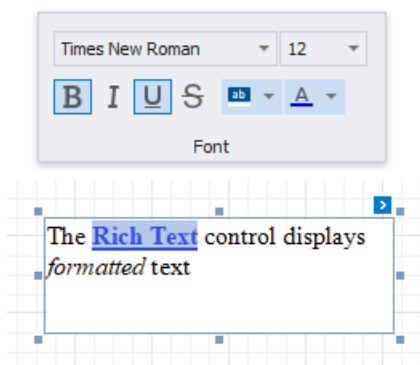 Times New Roman 12
B I U S ab A
Font
The Rich Text control displays
formatted text